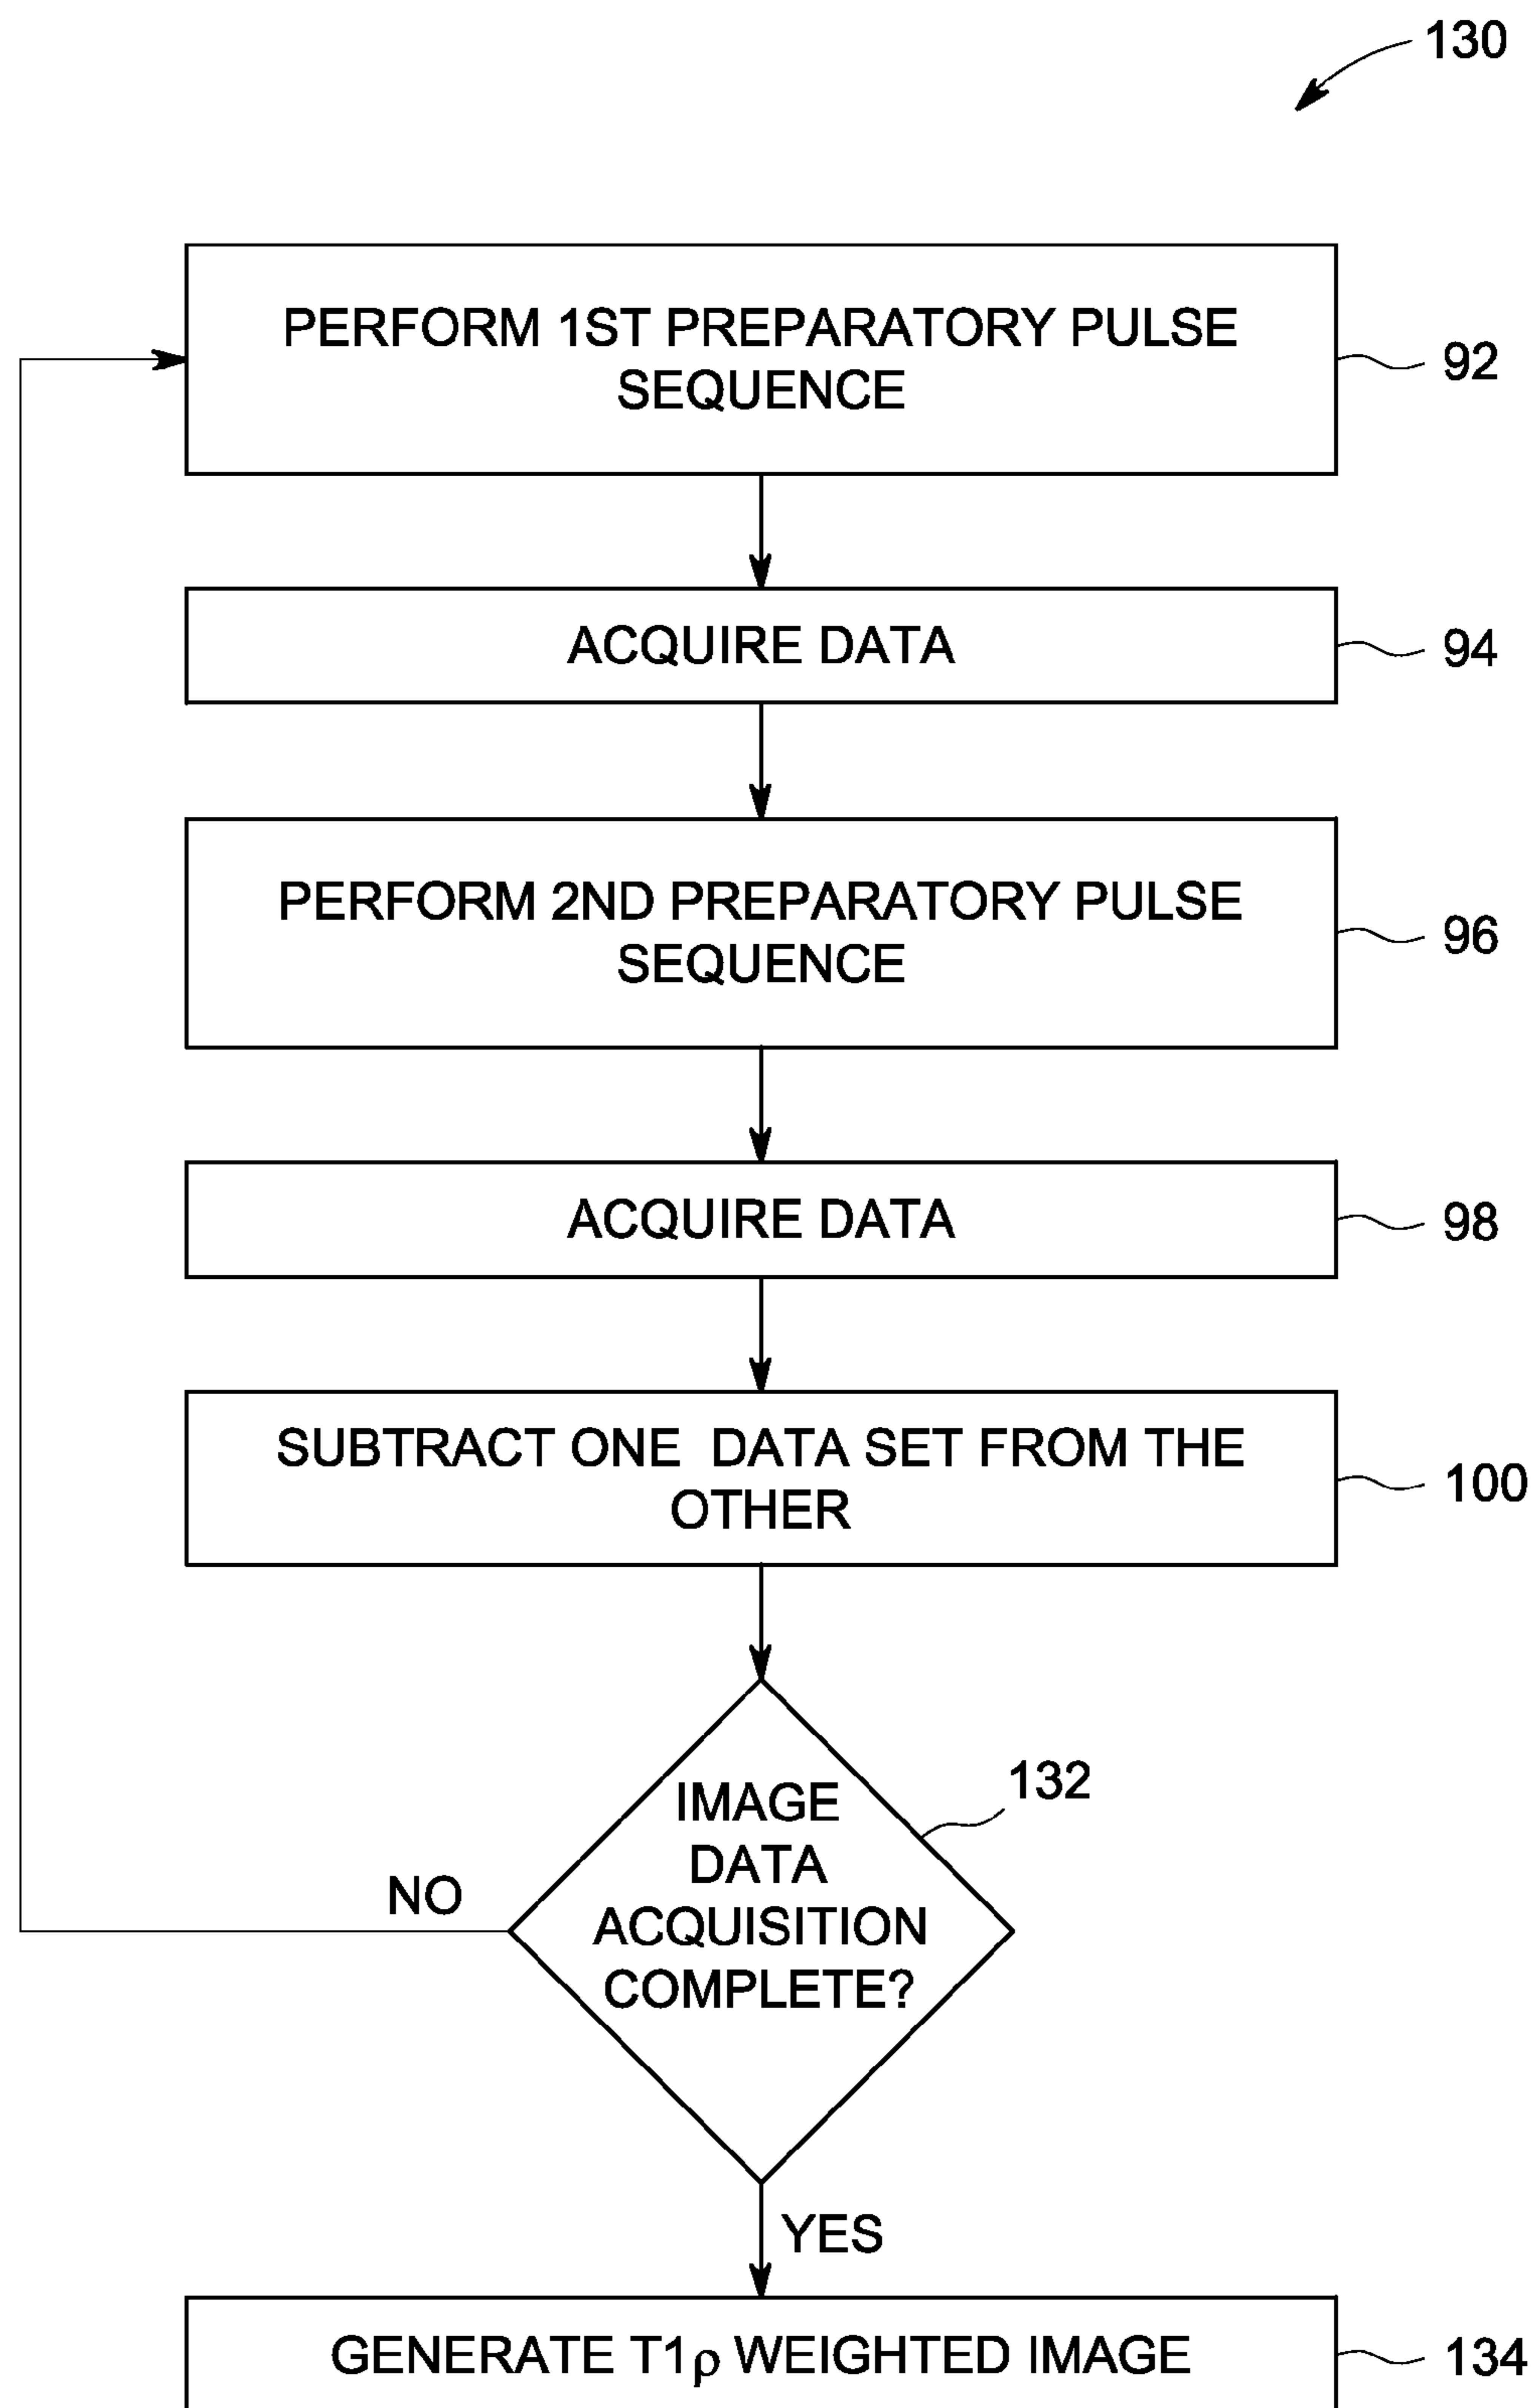 130
PERFORM 1ST PREPARATORY PULSE
SEQUENCE
92
ACQUIRE DATA
94
PERFORM 2ND PREPARATORY PULSE
SEQUENCE
96
ACQUIRE DATA
98
SUBTRACT ONE DATA SET FROM THE
OTHER
100
IMAGE
DATA
ACQUISITION
COMPLETE?
132
NO
YES
GENERATE T1ρ WEIGHTED IMAGE
134